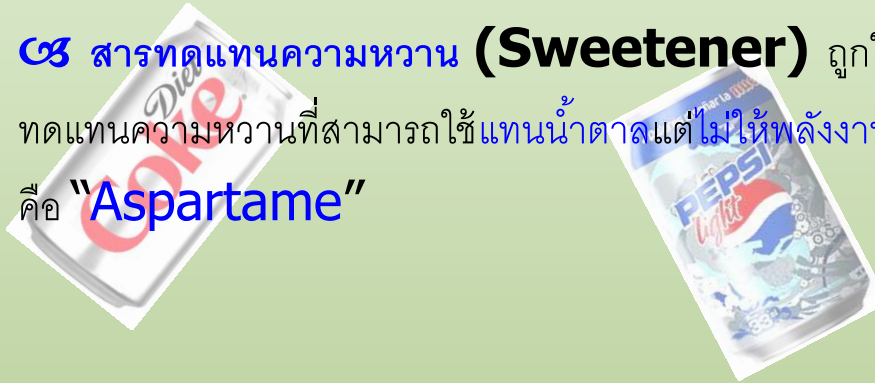 สารทดแทนความหวาน (Sweetener) ถูกใ
ทดแทนความหวานที่สามารถใช้แทนน้ำตาลแต่ไม่ให้พลังงาน
คือ “Aspartame”
Diet
Coke
PEPSI
light